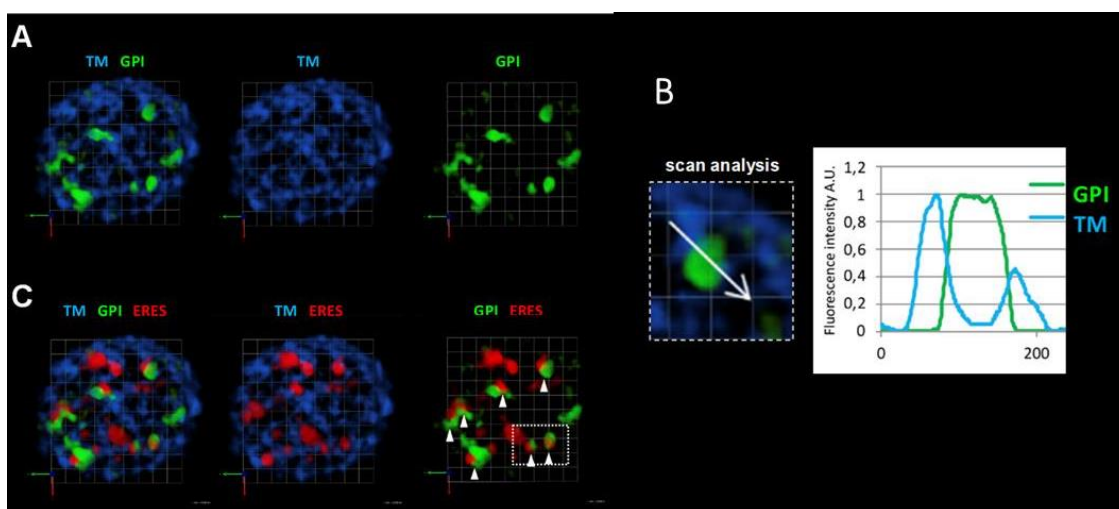 A
TM GPI
TM
GPI
B
scan analysis
Fluorescence intensity A.U.
1,2
1
0,8
0,6
0,4
0,2
0
0
200
GPI
TM
C
TM GPI ERES
TM ERES
GPI ERES